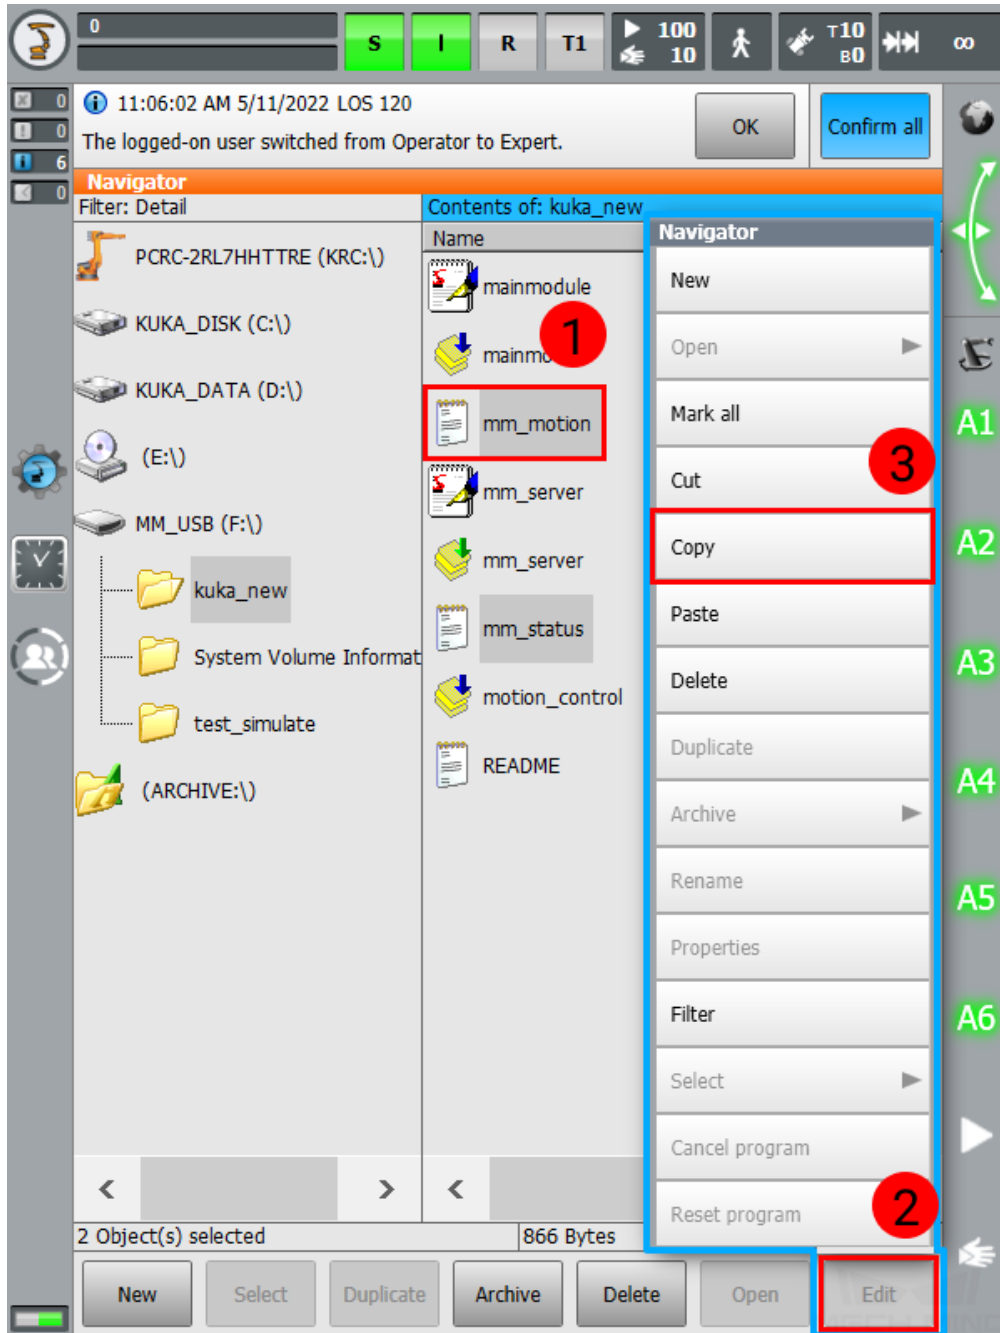 0
S
I
R
T1
100
10
T10
B0
∞
0
0
6
0
11:06:02 AM 5/11/2022 LOS 120
The logged-on user switched from Operator to Expert.
OK
Confirm all
Navigator
Filter: Detail
Contents of: kuka_new
Name
PCRC-2RL7HHTTRE (KRC:\)
KUKA_DISK (C:\)
KUKA_DATA (D:\)
(E:\)
MM_USB (F:\)
kuka_new
System Volume Informat
test_simulate
(ARCHIVE:\)
mainmodule
1
mainmo
mm_motion
mm_server
mm_server
mm_status
motion_control
README
Navigator
New
Open
Mark all
3
Cut
Copy
Paste
Delete
Duplicate
Archive
Rename
Properties
Filter
Select
Cancel program
Reset program
2
A1
A2
A3
A4
A5
A6
2 Object(s) selected
866 Bytes
New
Select
Duplicate
Archive
Delete
Open
Edit